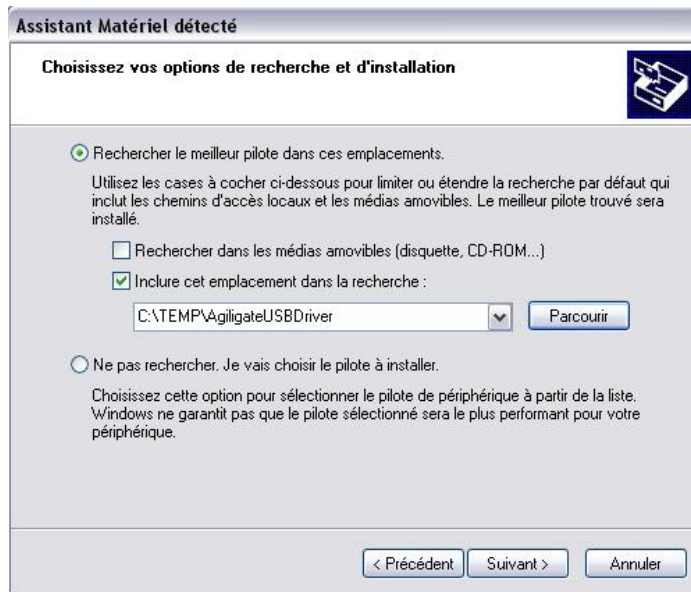 Assistant Matériel détecté
Choisissez vos options de recherche et d'installation
Rechercher le meilleur pilote dans ces emplacements.
Utilisez les cases à cocher ci-dessous pour limiter ou étendre la recherche par défaut qui
inclut les chemins d'accès locaux et les médias amovibles. Le meilleur pilote trouvé sera
installé.
Rechercher dans les médias amovibles (disquette, CD-ROM...)
Inclure cet emplacement dans la recherche :
C:\TEMP\AgiligateUSBDriver
Parcourir
Ne pas rechercher. Je vais choisir le pilote à installer.
Choisissez cette option pour sélectionner le pilote de périphérique à partir de la liste.
Windows ne garantit pas que le pilote sélectionné sera le plus performant pour votre
périphérique.
< Précédent Suivant > Annuler